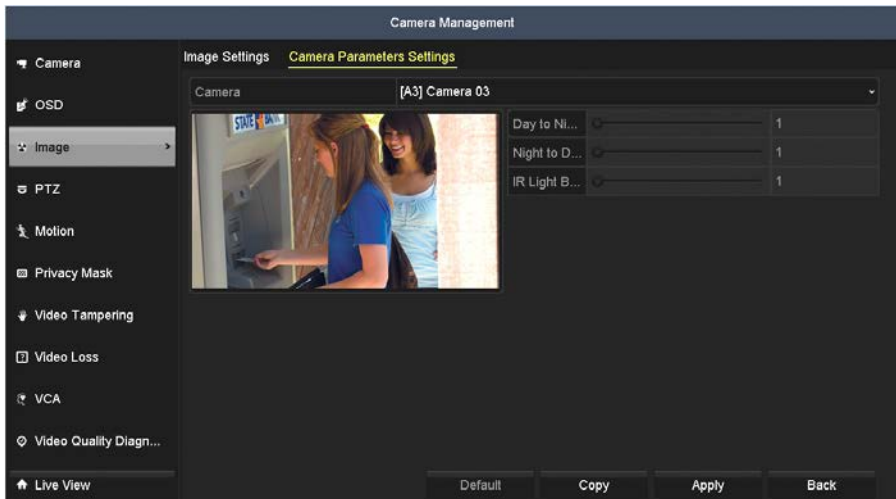 Camera Management
Image Settings Camera Parameters Settings
Camera
OSD
Image
PTZ
Motion
Privacy Mask
Video Tampering
Video Loss
VCA
Video Quality Diagn...
Live View
Camera [A3] Camera 03
STATE BA
Day to Ni... 1
Night to D... 1
IR Light B... 1
Default Copy Apply Back